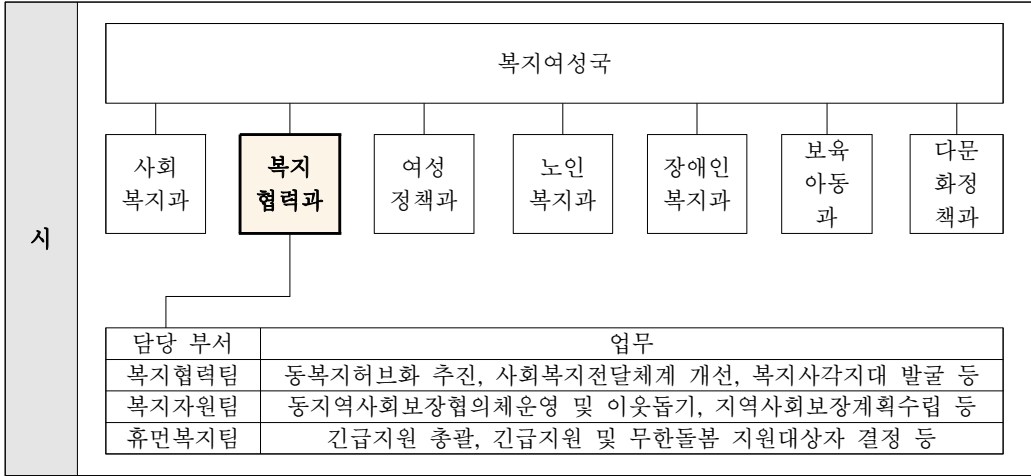 시
복지여성국
사회
복지과
복지
협력과
여성
정책과
노인
복지과
장애인
복지과
보육
아동
과
다문
화정
책과
담당 부서 업무
복지협력팀 동복지허브화 추진, 사회복지전달체계 개선, 복지사각지대 발굴 등
복지자원팀 동지역사회보장협의체운영 및 이웃돕기, 지역사회보장계획수립 등
휴먼복지팀 긴급지원 총괄, 긴급지원 및 무한돌봄 지원대상자 결정 등